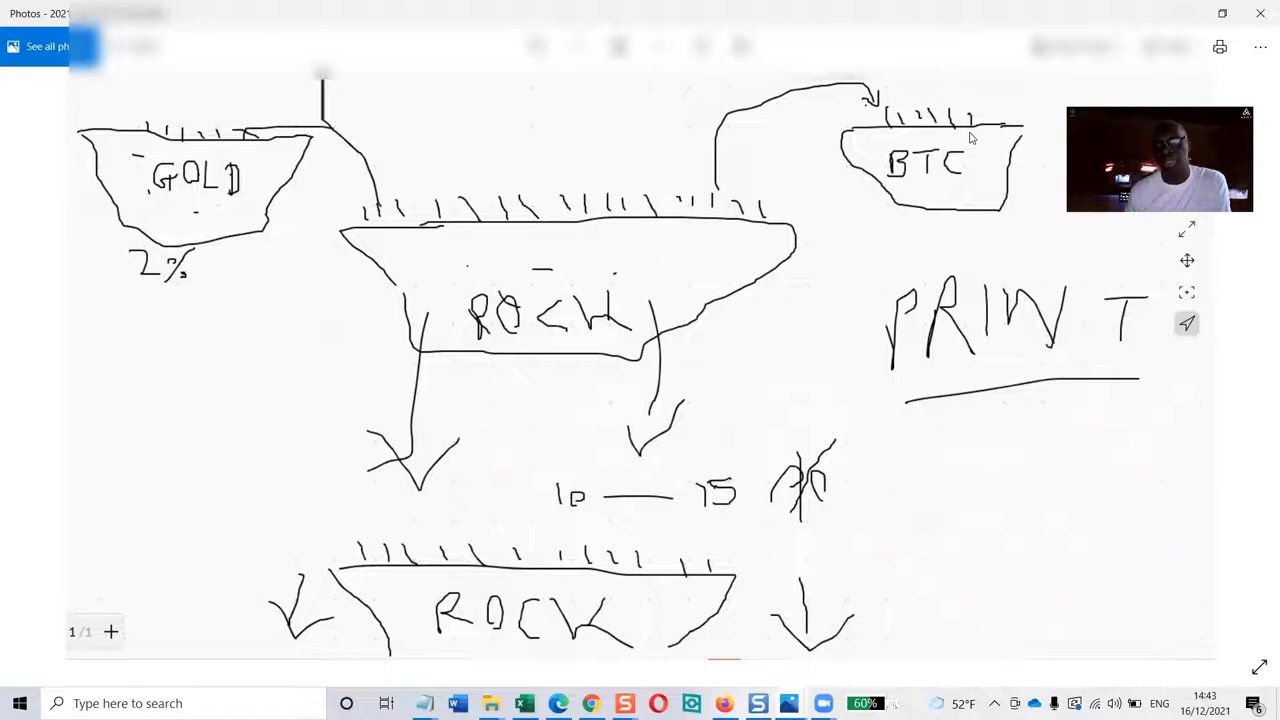 Photos - 2021
See all ph
GOLD
BTC
2%
ROCK
PRINT
10 — 15
ROCK
1/1
Type here to search
60%
52°F
ENG
14:43
16/12/2021
6